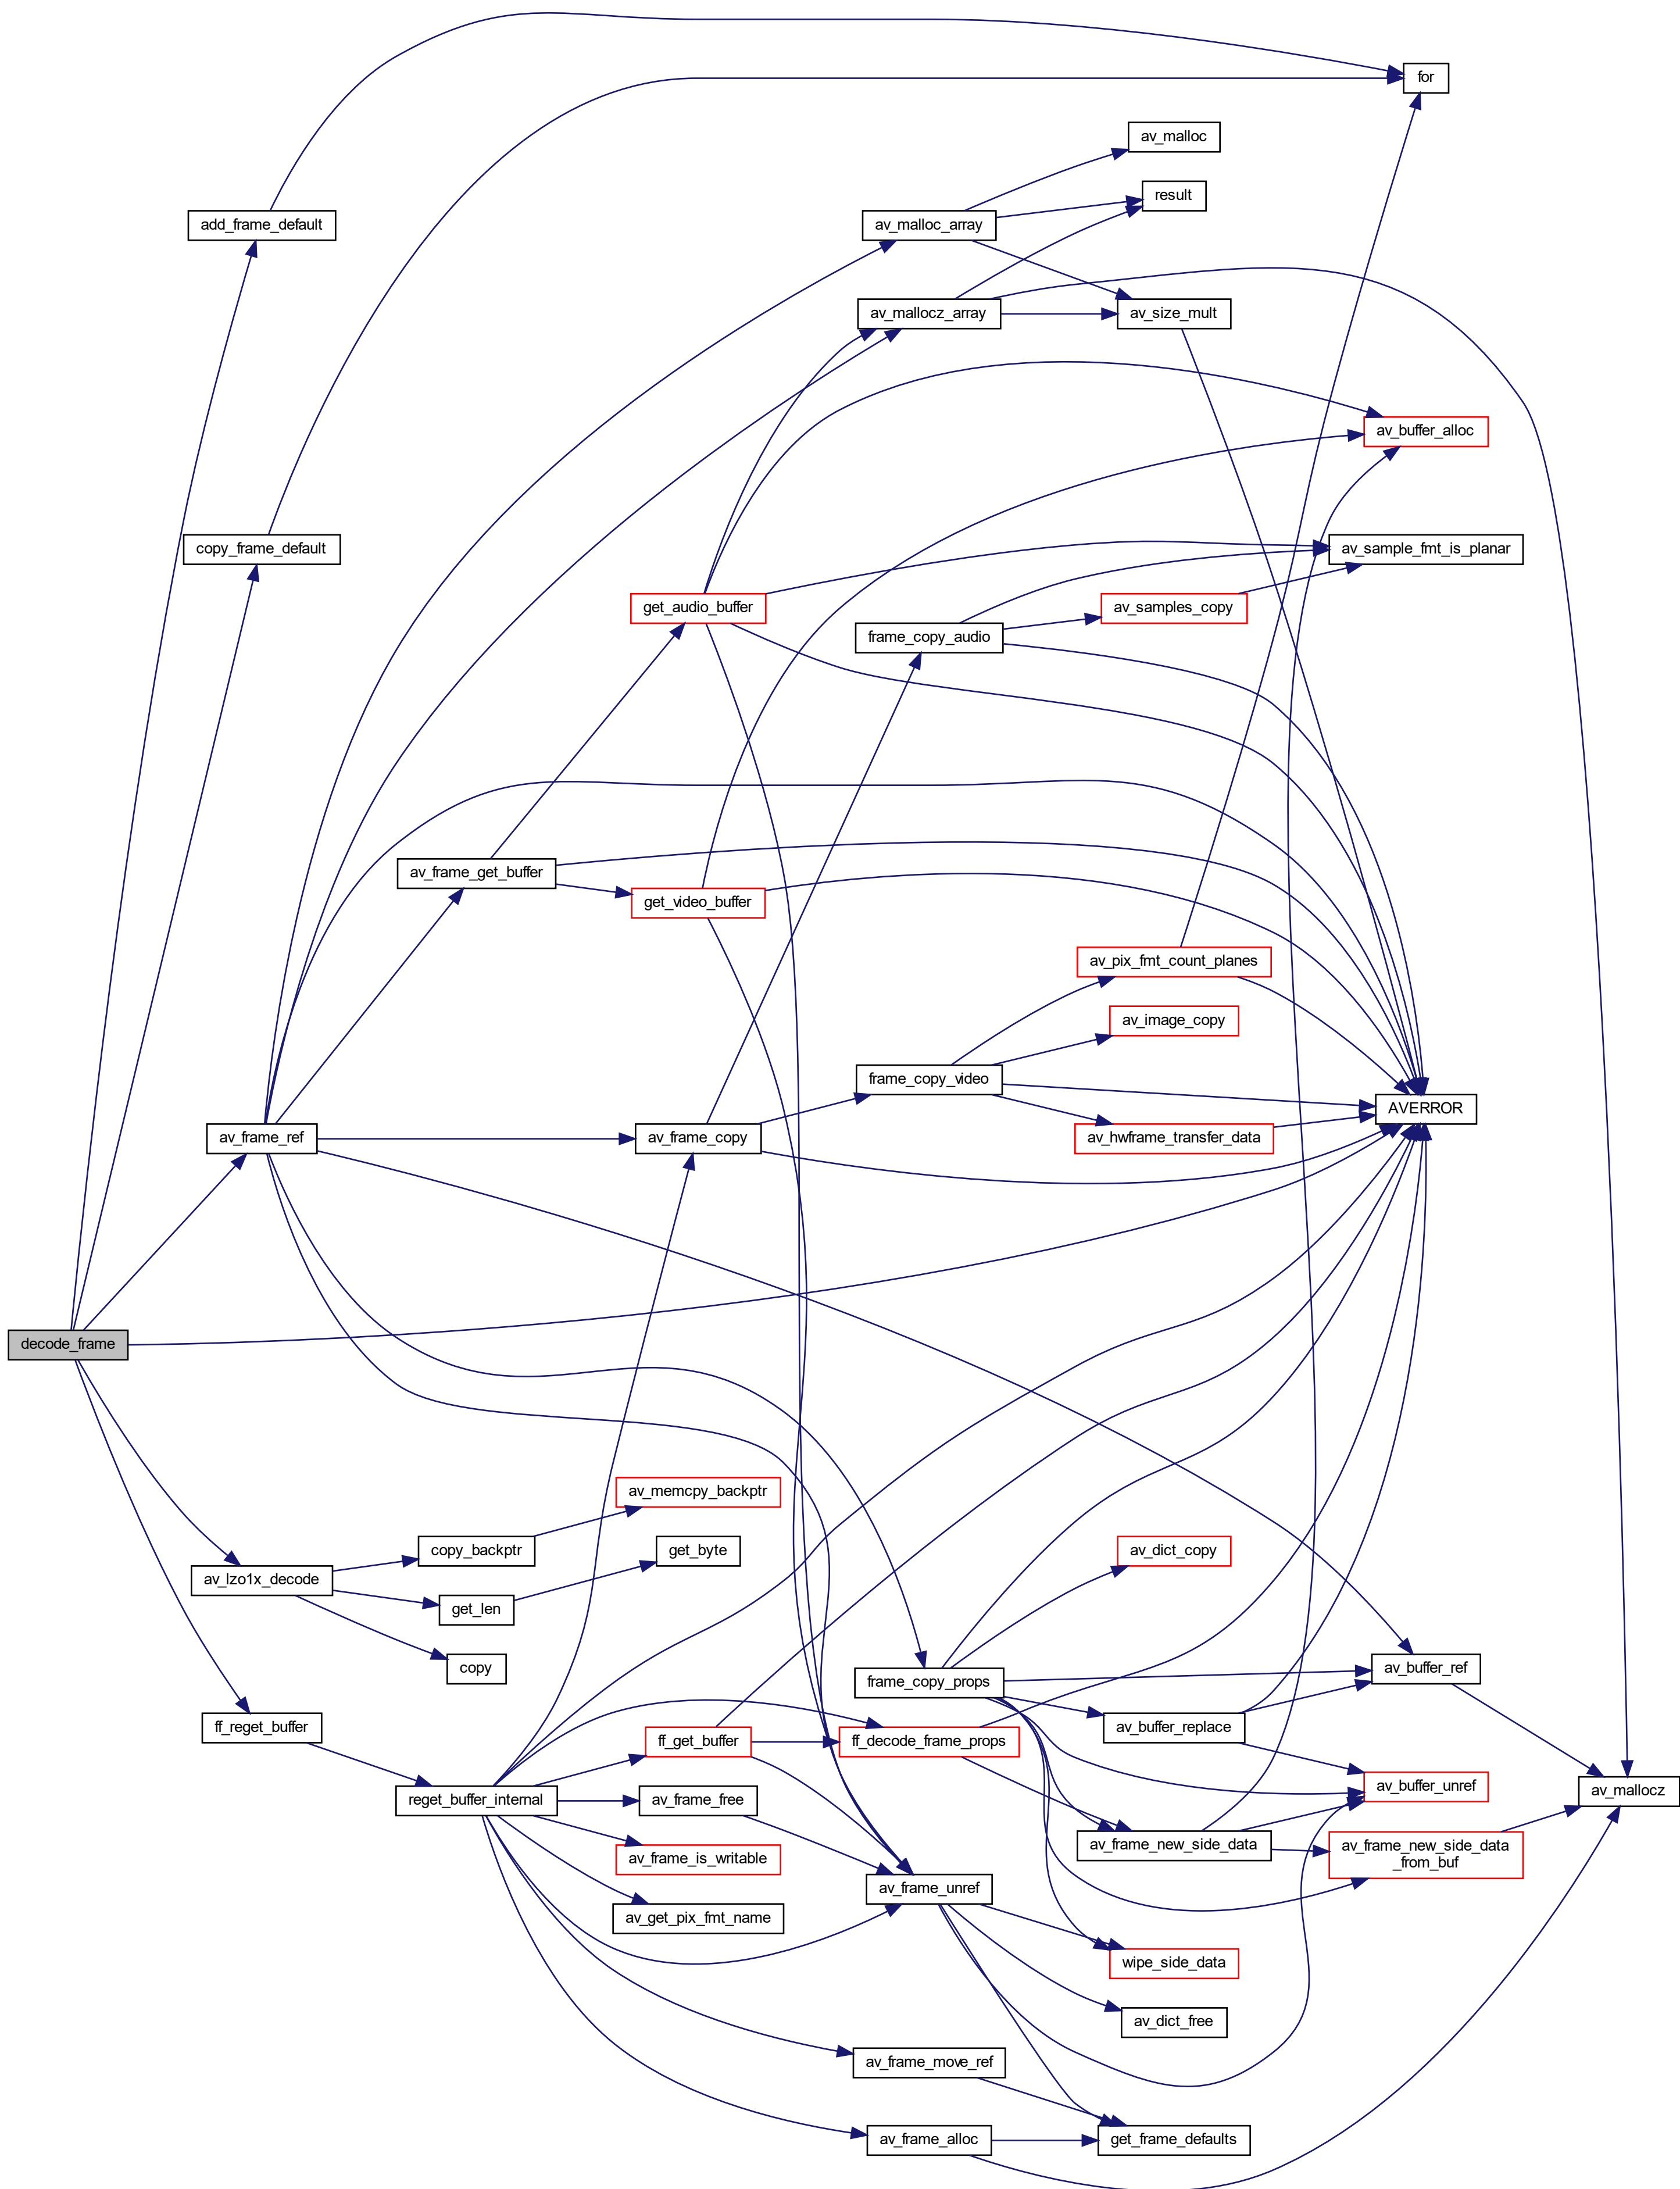 for
av_malloc
result
add_frame_default
av_malloc_array
av_mallocz_array
av_size_mult
av_buffer_alloc
copy_frame_default
av_sample_fmt_is_planar
get_audio_buffer
av_samples_copy
frame_copy_audio
av_frame_get_buffer
get_video_buffer
av_pix_fmt_count_planes
av_image_copy
frame_copy_video
AVERROR
av_frame_ref
av_frame_copy
av_hwframe_transfer_data
decode_frame
av_memcpy_backptr
copy_backptr
get_byte
av_dict_copy
av_lzo1x_decode
get_len
copy
av_buffer_ref
frame_copy_props
ff_reget_buffer
av_buffer_replace
ff_get_buffer
ff_decode_frame_props
av_buffer_unref
av_mallocz
reget_buffer_internal
av_frame_free
av_frame_new_side_data
av_frame_new_side_data
_from_buf
av_frame_is_writable
av_frame_unref
av_get_pix_fmt_name
wipe_side_data
av_dict_free
av_frame_move_ref
av_frame_alloc
get_frame_defaults